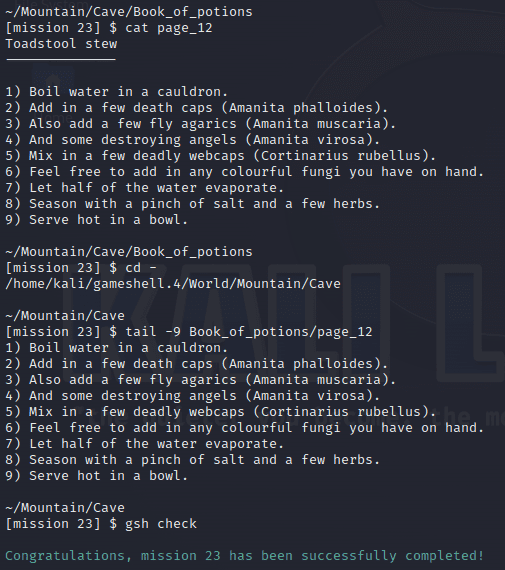 ~/Mountain/Cave/Book_of_potions
[mission 23] $ cat page_12
Toadstool stew
--------------
1) Boil water in a cauldron.
2) Add in a few death caps (Amanita phalloides).
3) Also add a few fly agarics (Amanita muscaria).
4) And some destroying angels (Amanita virosa).
5) Mix in a few deadly webcaps (Cortinarius rubellus).
6) Feel free to add in any colourful fungi you have on hand.
7) Let half of the water evaporate.
8) Season with a pinch of salt and a few herbs.
9) Serve hot in a bowl.
~/Mountain/Cave/Book_of_potions
[mission 23] $ cd -
/home/kali/gameshell.4/World/Mountain/Cave
~/Mountain/Cave
[mission 23] $ tail -9 Book_of_potions/page_12
1) Boil water in a cauldron.
2) Add in a few death caps (Amanita phalloides).
3) Also add a few fly agarics (Amanita muscaria).
4) And some destroying angels (Amanita virosa).
5) Mix in a few deadly webcaps (Cortinarius rubellus).
6) Feel free to add in any colourful fungi you have on hand.
7) Let half of the water evaporate.
8) Season with a pinch of salt and a few herbs.
9) Serve hot in a bowl.
~/Mountain/Cave
[mission 23] $ gsh check
Congratulations, mission 23 has been successfully completed!
KALI L